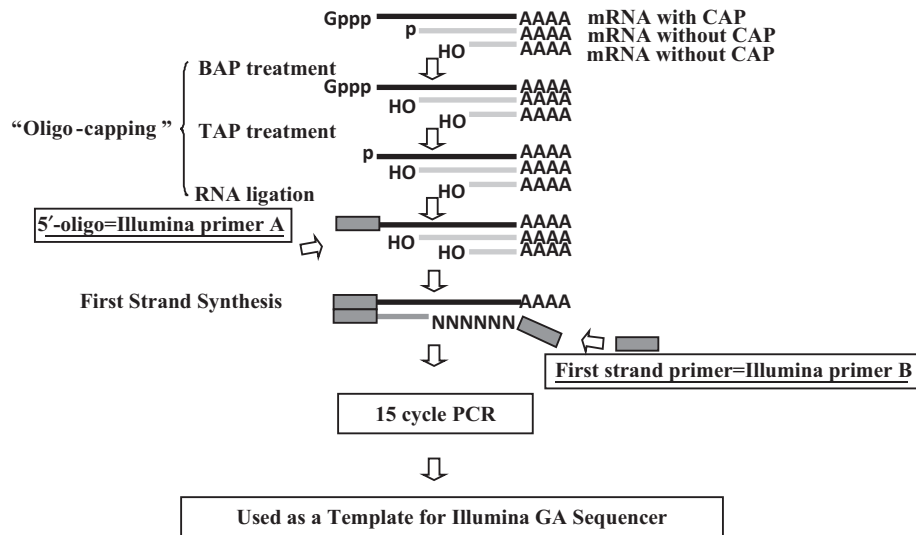 Gppp AAAA mRNA with CAP
p AAAA mRNA without CAP
HO AAAA mRNA without CAP
BAP treatment
Gppp AAAA
HO AAAA
HO AAAA
“Oligo-capping”
TAP treatment
p AAAA
HO AAAA
HO AAAA
RNA ligation
5′-oligo=Illumina primer A
AAAA
HO AAAA
HO AAAA
First Strand Synthesis
AAAA
NNNNNN
First strand primer=Illumina primer B
15 cycle PCR
Used as a Template for Illumina GA Sequencer